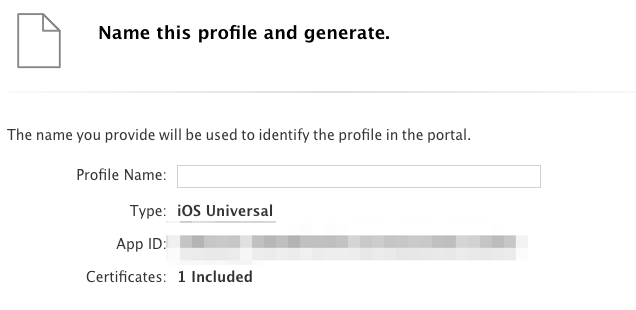 Name this profile and generate.
The name you provide will be used to identify the profile in the portal.
Profile Name:
Type: iOS Universal
App ID:
Certificates: 1 Included